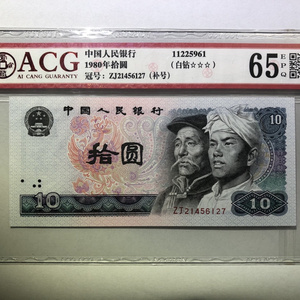 ACG
AI CANG GUARANTY
中国人民银行
1980年拾圆
冠号：ZJ21456127（补号）
11225961
（白钻☆☆☆）
65
EPQ
中国人民银行
10
拾圆
10
ZJ21456127
10